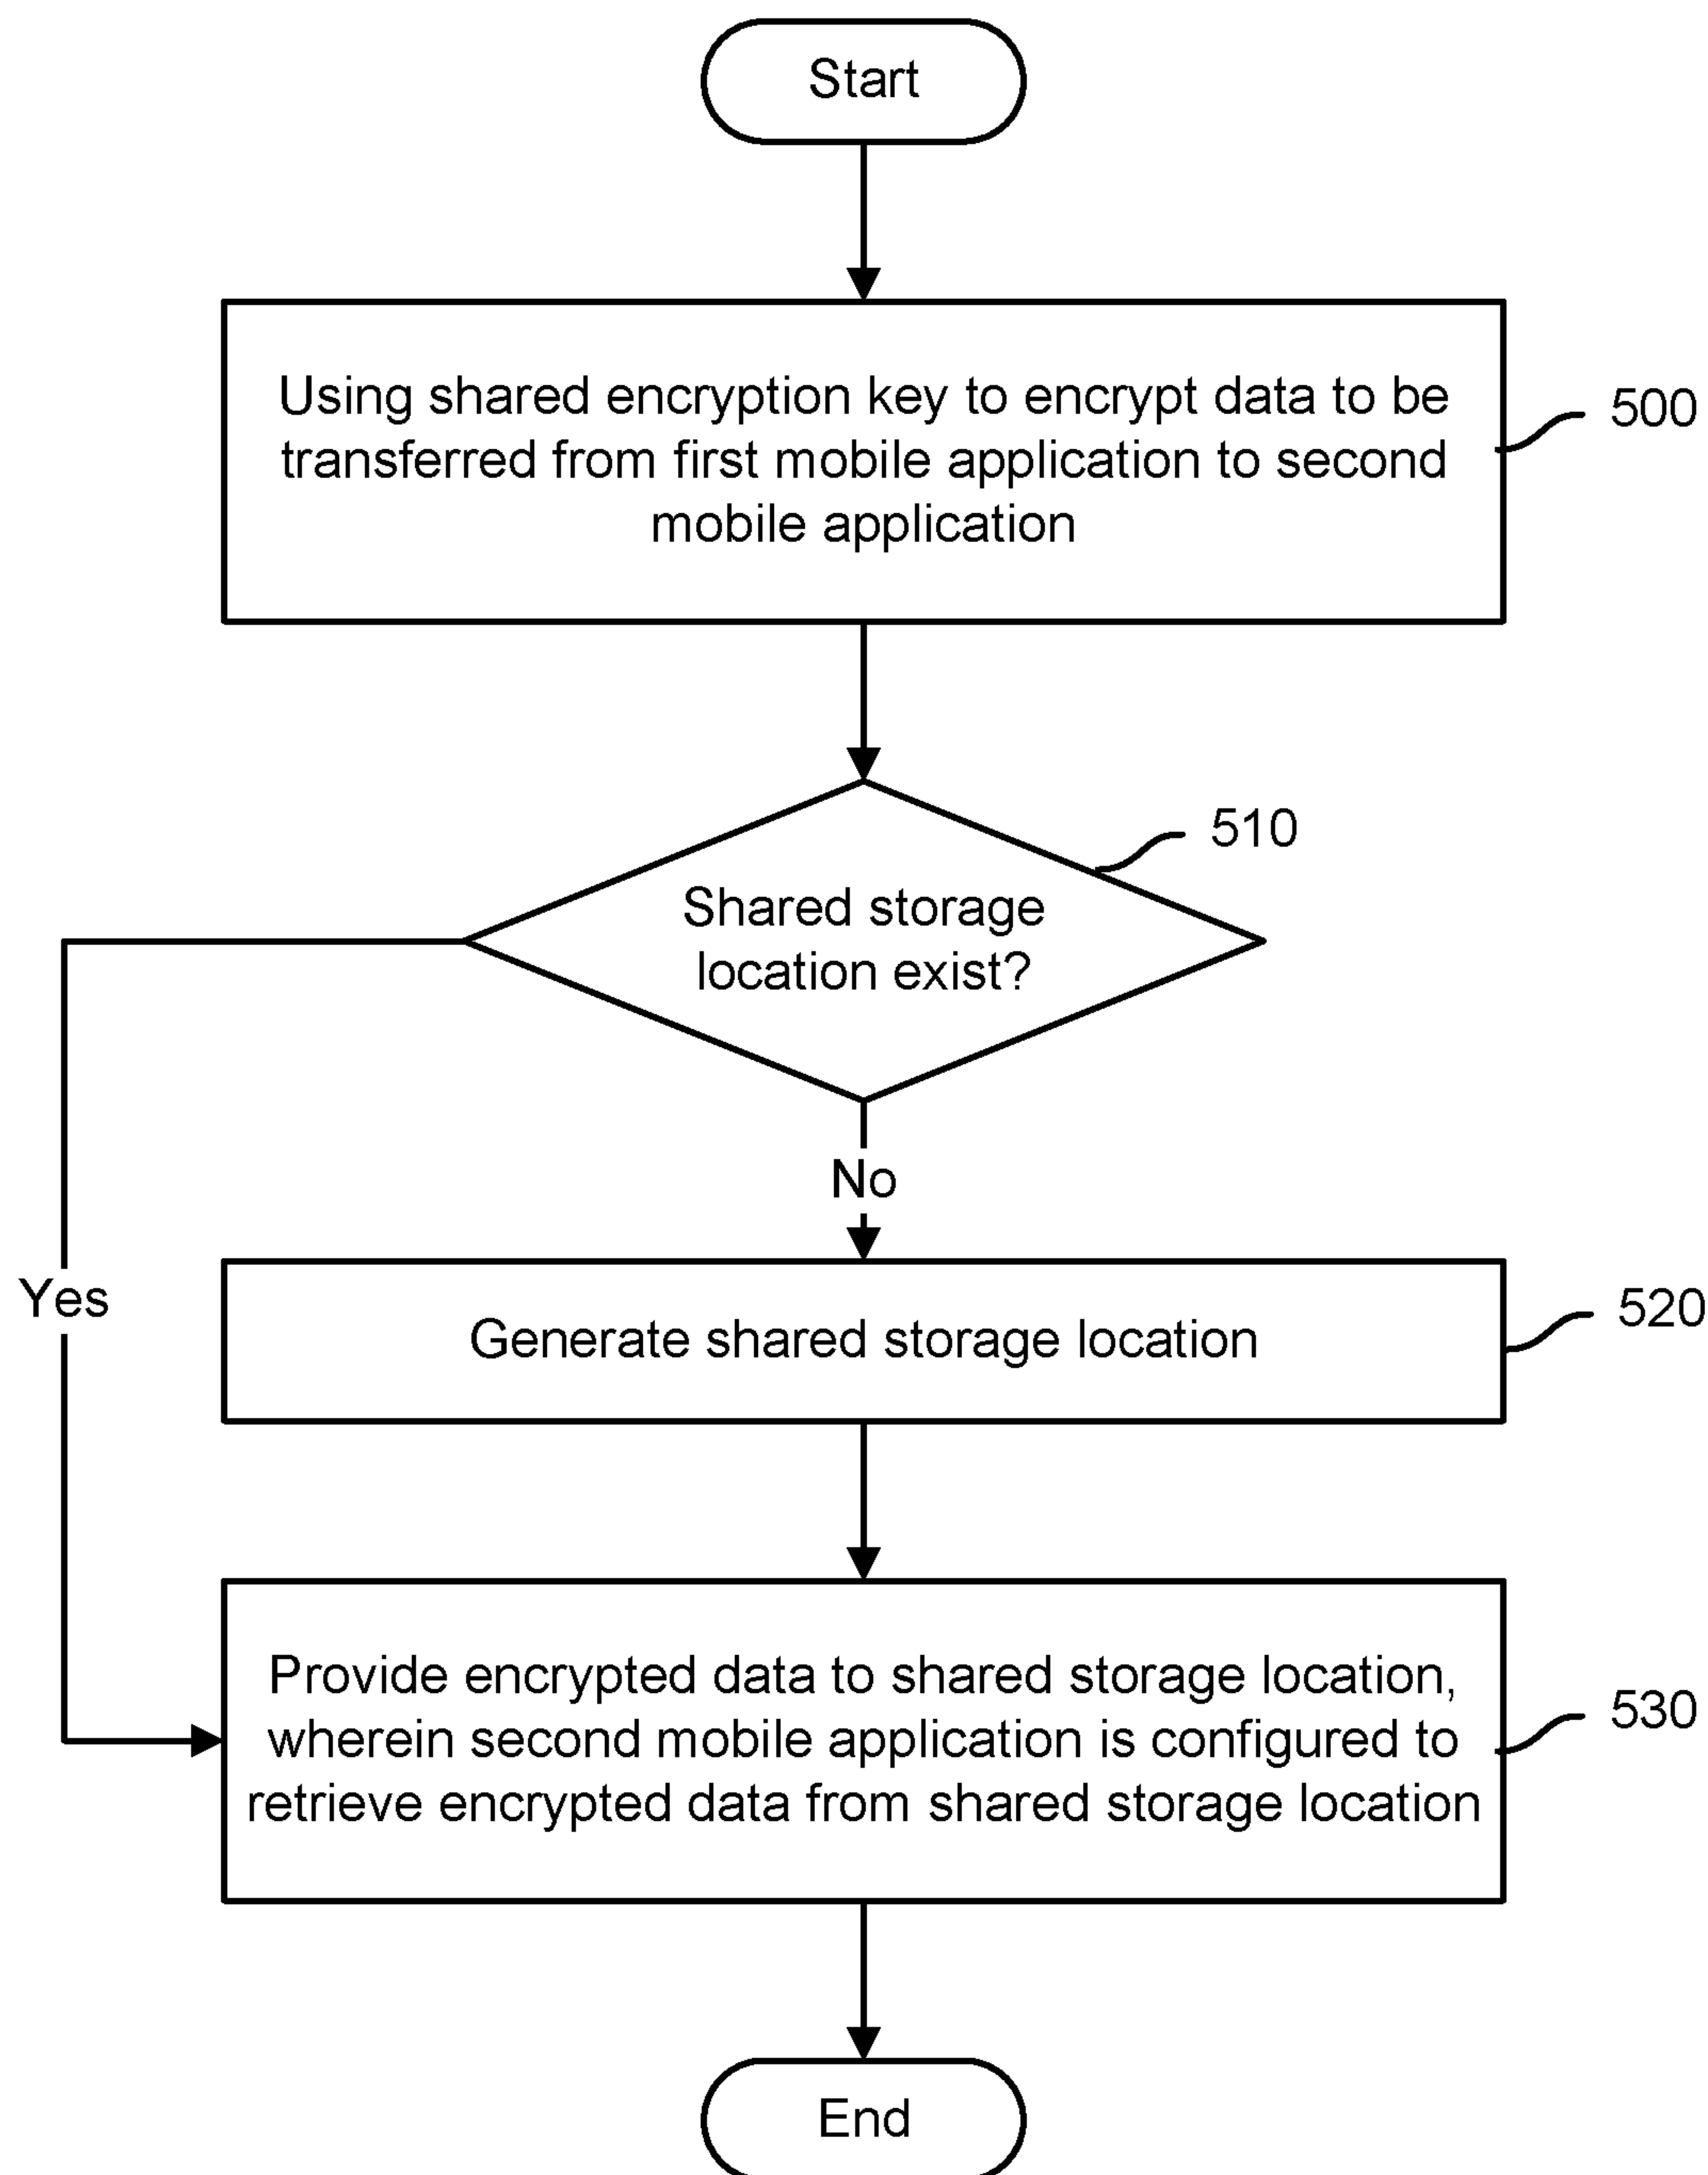 Start
Using shared encryption key to encrypt data to be
transferred from first mobile application to second
mobile application
500
510
Shared storage
location exist?
No
Yes
Generate shared storage location
520
Provide encrypted data to shared storage location,
wherein second mobile application is configured to
retrieve encrypted data from shared storage location
530
End